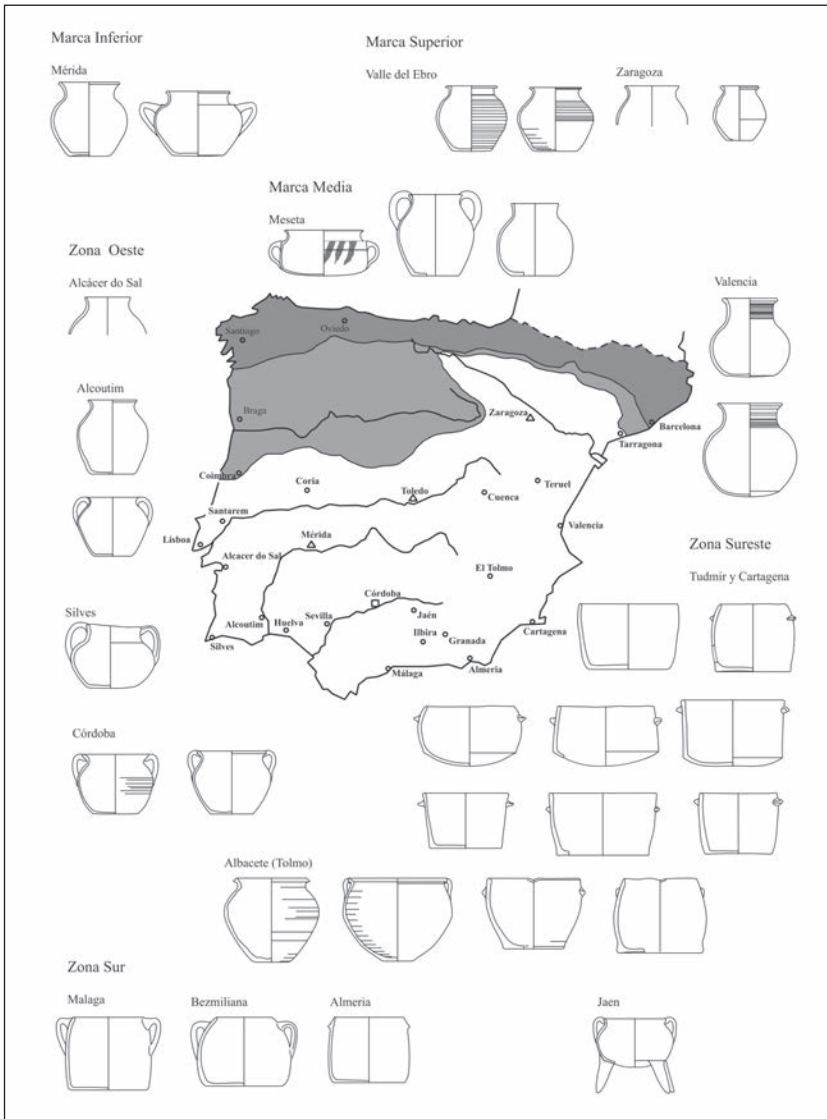 Marca Inferior
Mérida
Marca Superior
Valle del Ebro
Zaragoza
Marca Media
Meseta
Zona Oeste
Alcácer do Sal
Alcoutim
Silves
Córdoba
Valencia
Zona Sureste
Tudmir y Cartagena
Santiago
Oviedo
Braga
Zaragoza
Barcelona
Tarragona
Coimbra
Coria
Toledo
Cuenca
Teruel
Santarem
Valencia
Lisboa
Mérida
Alcacer do Sal
El Tolmo
Córdoba
Jaén
Alcoutim
Huelva
Sevilla
Ilbira
Granada
Cartagena
Silves
Málaga
Almeria
Albacete (Tolmo)
Zona Sur
Malaga
Bezmiliana
Almeria
Jaen